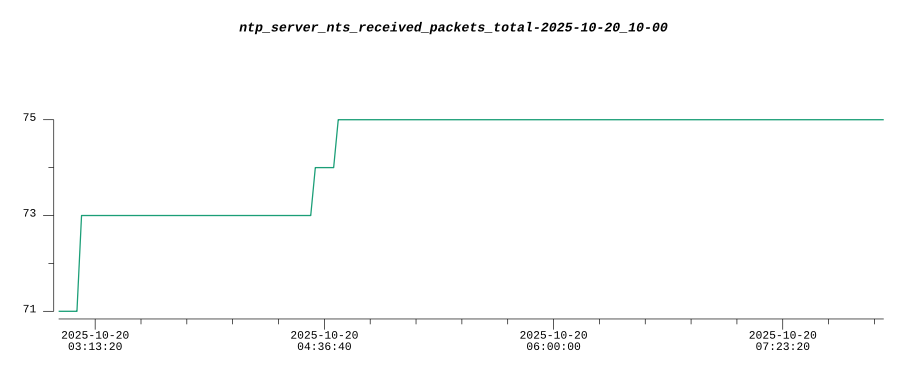 ntp_server_nts_received_packets_total-2025-10-20_10-00
75
73
71
2025-10-20 2025-10-20 2025-10-20 2025-10-20
03:13:20 04:36:40 06:00:00 07:23:20